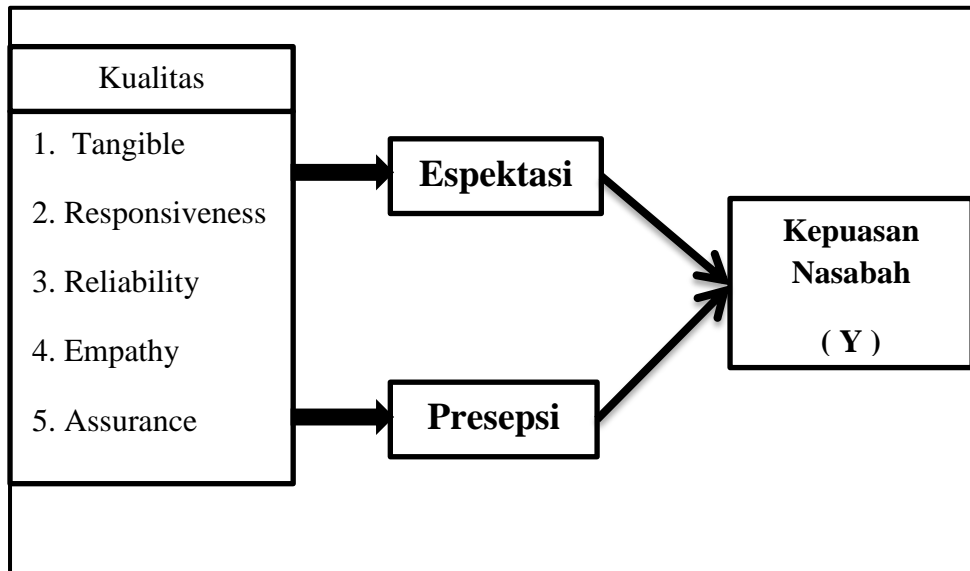 Kualitas
1. Tangible
2. Responsiveness
3. Reliability
4. Empathy
5. Assurance
Espektasi
Presepsi
Kepuasan
Nasabah
( Y )